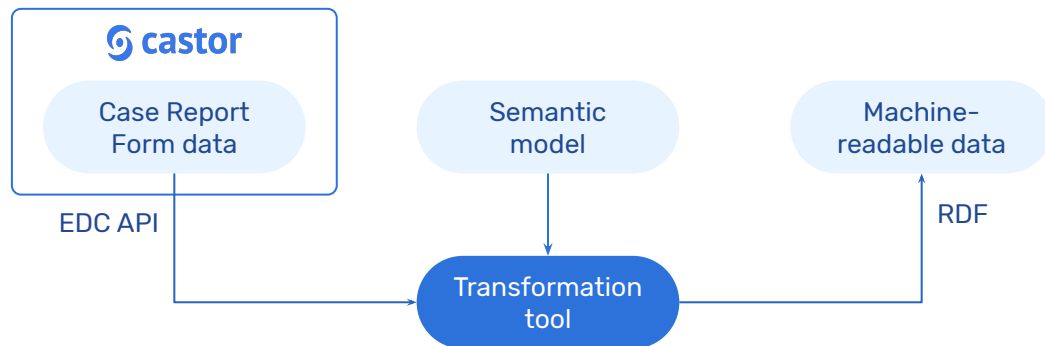 castor
Case Report
Form data
Semantic
model
Machine-
readable data
EDC API
RDF
Transformation
tool